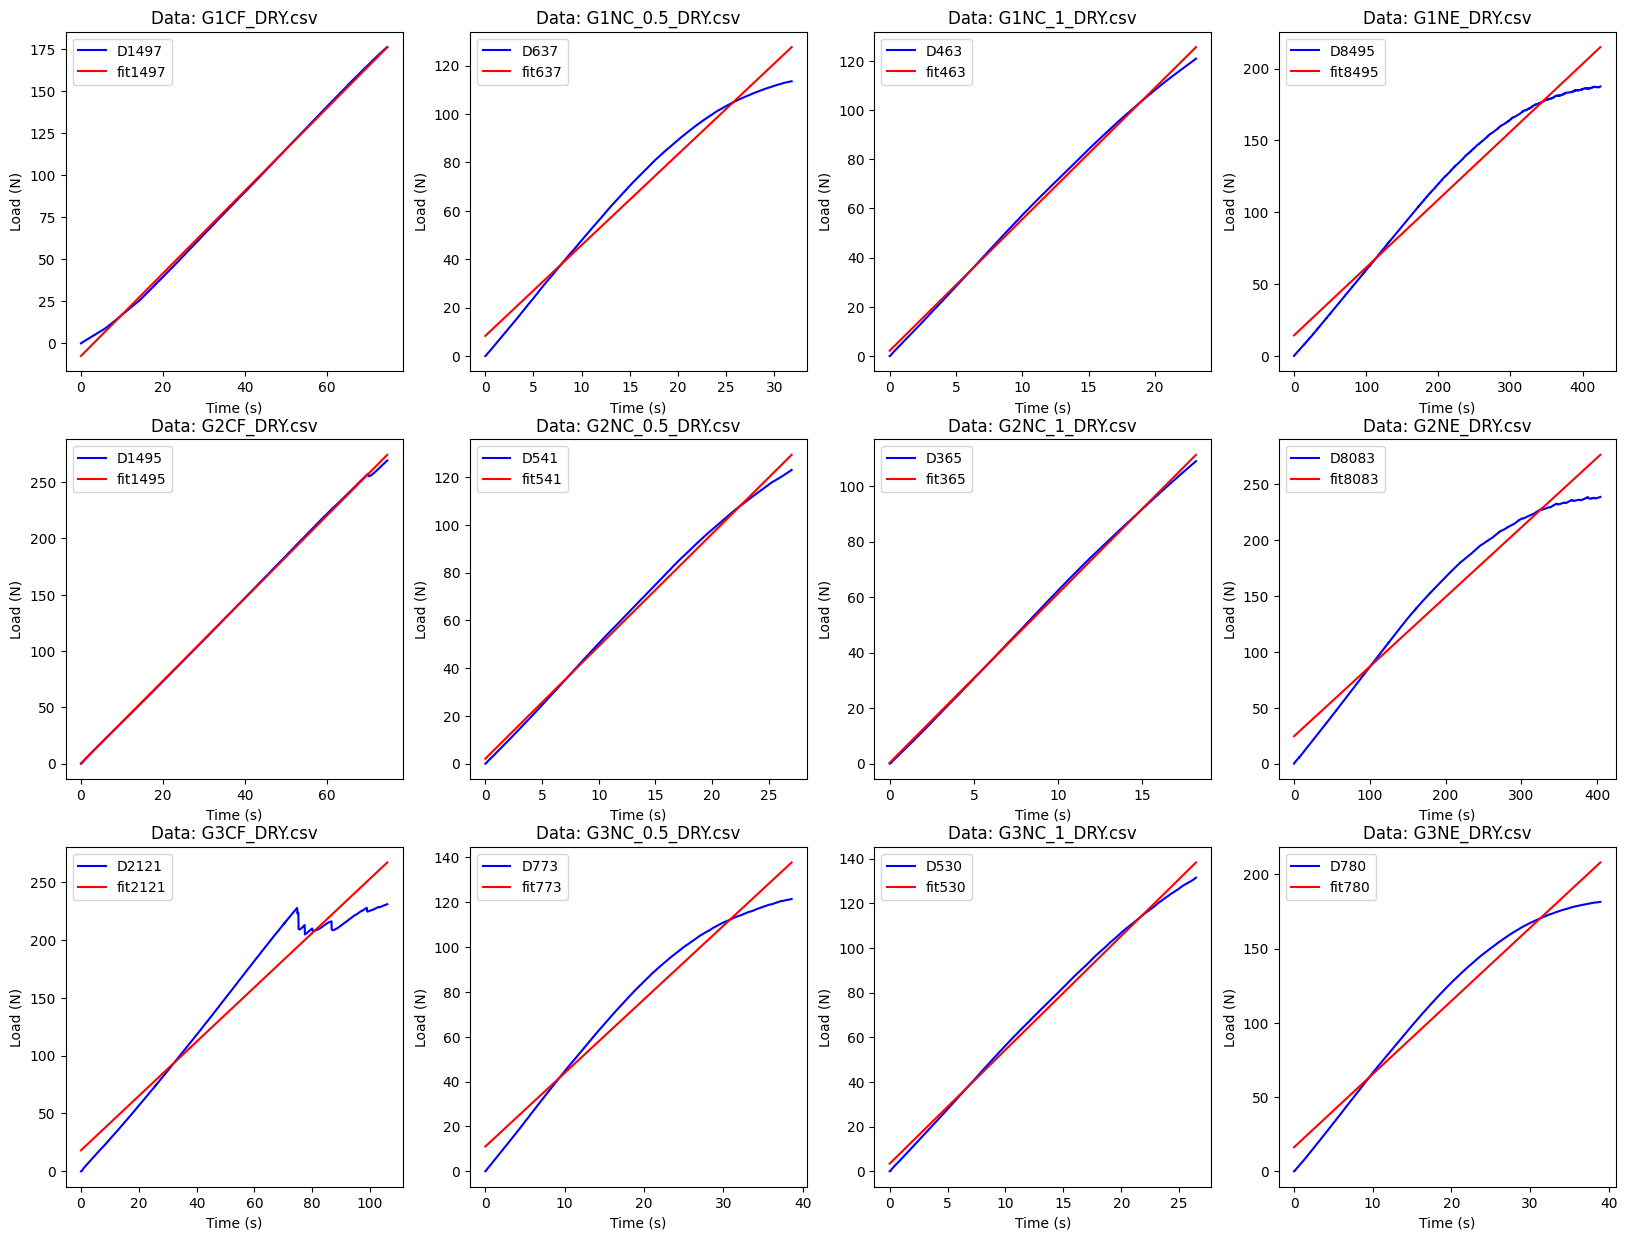 Data: G1CF_DRY.csv
D1497
fit1497
175
150
125
100
75
50
25
0
Load (N)
0 20 40 60
Time (s)
Data: G1NC_0.5_DRY.csv
D637
fit637
120
100
80
60
40
20
0
Load (N)
0 5 10 15 20 25 30
Time (s)
Data: G1NC_1_DRY.csv
D463
fit463
120
100
80
60
40
20
0
Load (N)
0 5 10 15 20
Time (s)
Data: G1NE_DRY.csv
D8495
fit8495
200
150
100
50
0
Load (N)
0 100 200 300 400
Time (s)
Data: G2CF_DRY.csv
D1495
fit1495
250
200
150
100
50
0
Load (N)
0 20 40 60
Time (s)
Data: G2NC_0.5_DRY.csv
D541
fit541
120
100
80
60
40
20
0
Load (N)
0 5 10 15 20 25
Time (s)
Data: G2NC_1_DRY.csv
D365
fit365
100
80
60
40
20
0
Load (N)
0 5 10 15
Time (s)
Data: G2NE_DRY.csv
D8083
fit8083
250
200
150
100
50
0
Load (N)
0 100 200 300 400
Time (s)
Data: G3CF_DRY.csv
D2121
fit2121
250
200
150
100
50
0
Load (N)
0 20 40 60 80 100
Time (s)
Data: G3NC_0.5_DRY.csv
D773
fit773
140
120
100
80
60
40
20
0
Load (N)
0 10 20 30 40
Time (s)
Data: G3NC_1_DRY.csv
D530
fit530
140
120
100
80
60
40
20
0
Load (N)
0 5 10 15 20 25
Time (s)
Data: G3NE_DRY.csv
D780
fit780
200
150
100
50
0
Load (N)
0 10 20 30 40
Time (s)